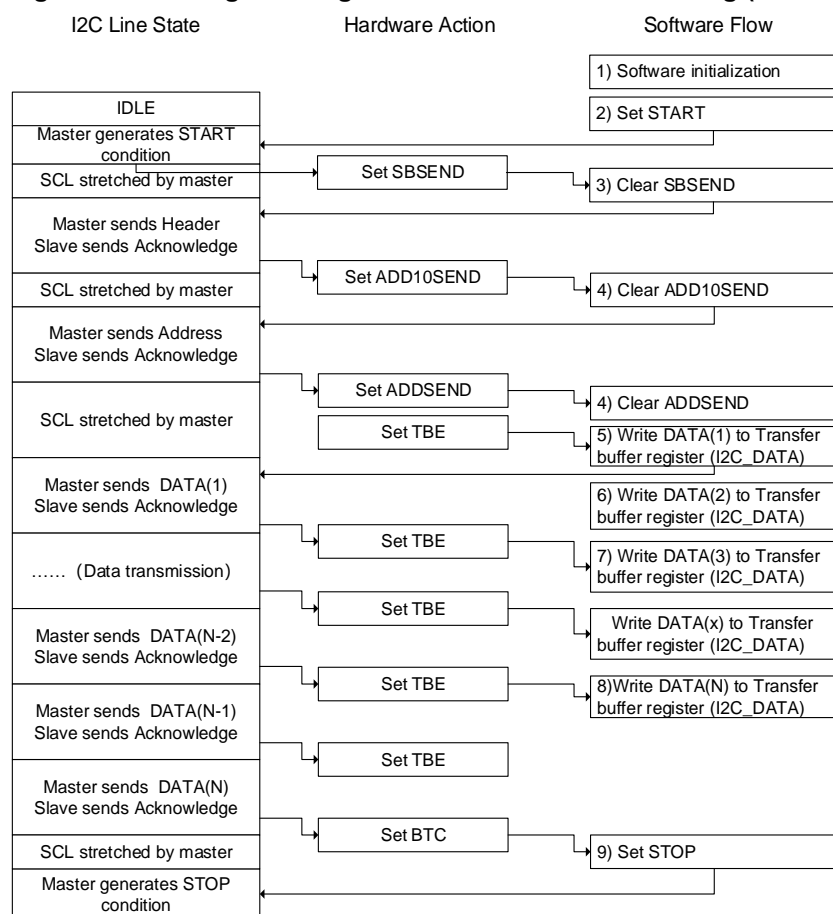 I2C Line State
Hardware Action
Software Flow
1) Software initialization
IDLE
2) Set START
Master generates START
condition
Set SBSEND
SCL stretched by master
3) Clear SBSEND
Master sends Header
Slave sends Acknowledge
Set ADD10SEND
SCL stretched by master
4) Clear ADD10SEND
Master sends Address
Slave sends Acknowledge
Set ADDSEND
4) Clear ADDSEND
SCL stretched by master
Set TBE
5) Write DATA(1) to Transfer
buffer register (I2C_DATA)
Master sends DATA(1)
Slave sends Acknowledge
6) Write DATA(2) to Transfer
buffer register (I2C_DATA)
Set TBE
7) Write DATA(3) to Transfer
buffer register (I2C_DATA)
…… (Data transmission)
Set TBE
Write DATA(x) to Transfer
buffer register (I2C_DATA)
Master sends DATA(N-2)
Slave sends Acknowledge
Set TBE
8)Write DATA(N) to Transfer
buffer register (I2C_DATA)
Master sends DATA(N-1)
Slave sends Acknowledge
Set TBE
Master sends DATA(N)
Slave sends Acknowledge
Set BTC
SCL stretched by master
9) Set STOP
Master generates STOP
condition